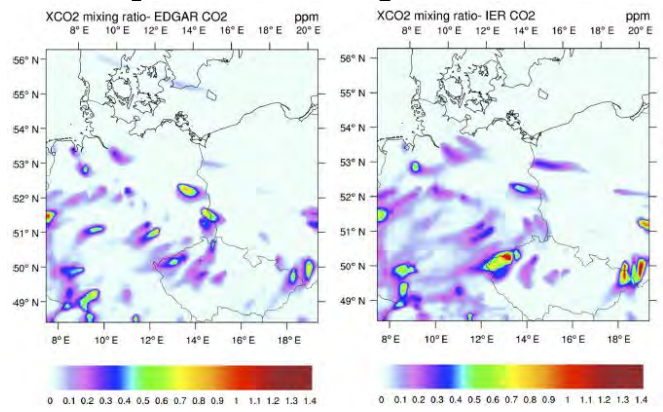 XCO2 mixing ratio- EDGAR CO2 ppm
6° E 8° E 10° E 12° E 14° E 16° E 18° E 20° E
56° N
55° N
54° N
53° N
52° N
51° N
50° N
49° N
8° E 10° E 12° E 14° E 16° E 18° E
0 0.1 0.2 0.3 0.4 0.5 0.6 0.7 0.8 0.9 1 1.1 1.2 1.3 1.4
XCO2 mixing ratio- IER CO2 ppm
6° E 8° E 10° E 12° E 14° E 16° E 18° E 20° E
56° N
55° N
54° N
53° N
52° N
51° N
50° N
49° N
8° E 10° E 12° E 14° E 16° E 18° E
0 0.1 0.2 0.3 0.4 0.5 0.6 0.7 0.8 0.9 1 1.1 1.2 1.3 1.4